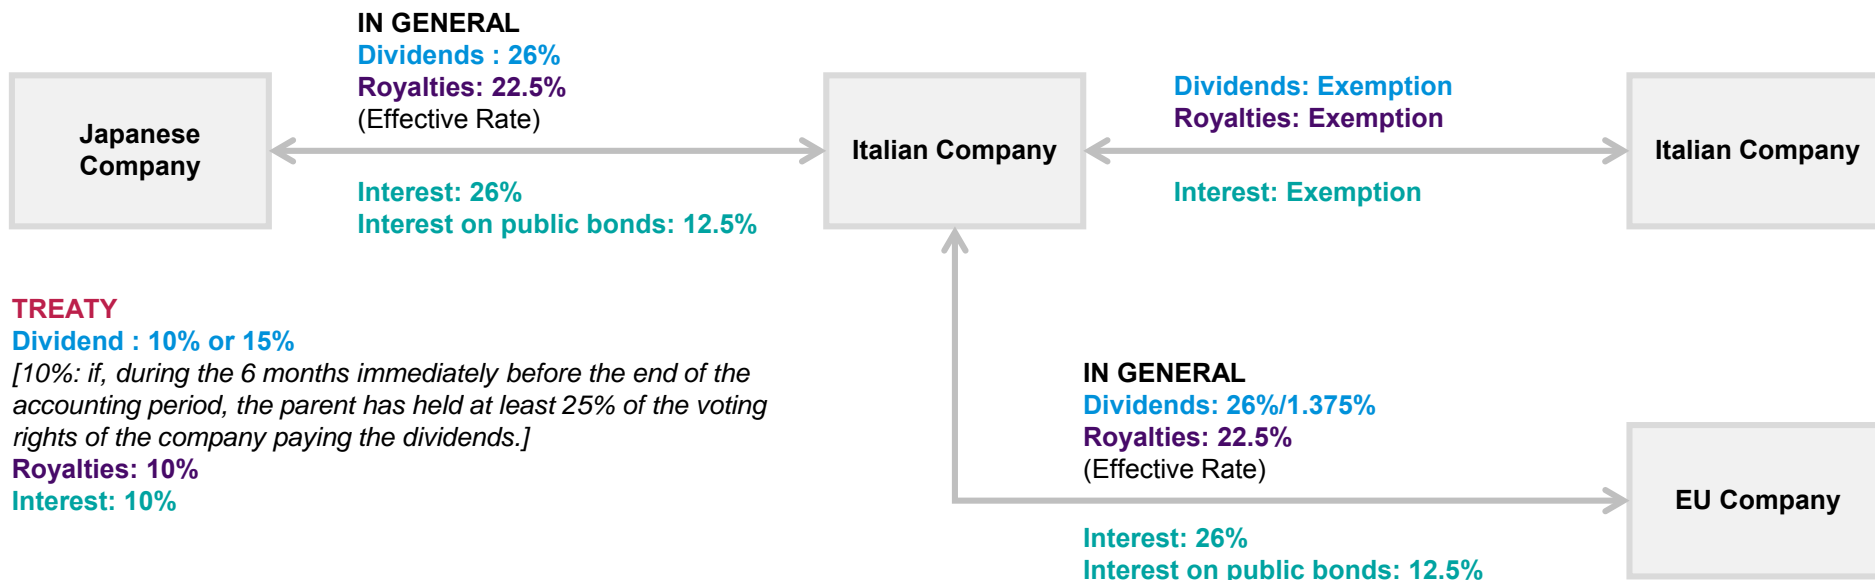 IN GENERAL
Dividends : 26%
Royalties: 22.5%
(Effective Rate)
Japanese
Company
Interest: 26%
Interest on public bonds: 12.5%
Italian Company
Dividends: Exemption
Royalties: Exemption
Interest: Exemption
Italian Company
TREATY
Dividend : 10% or 15%
[10%: if, during the 6 months immediately before the end of the
accounting period, the parent has held at least 25% of the voting
rights of the company paying the dividends.]
Royalties: 10%
Interest: 10%
IN GENERAL
Dividends: 26%/1.375%
Royalties: 22.5%
(Effective Rate)
Interest: 26%
Interest on public bonds: 12.5%
EU Company